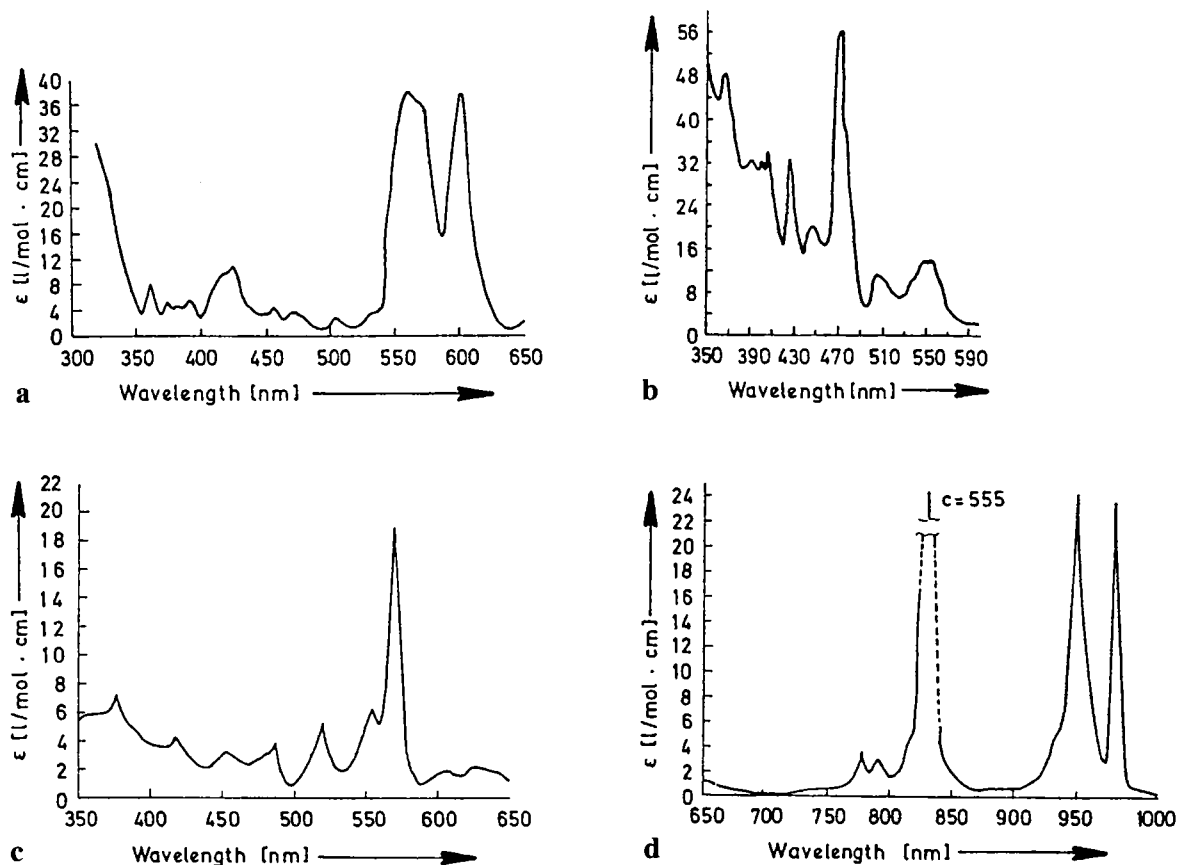 40
36
32
28
24
20
16
12
8
4
0
ε [l/mol · cm]
300 350 400 450 500 550 600 650
Wavelength [nm]
a
56
48
40
32
24
16
8
0
ε [l/mol · cm]
350 390 430 470 510 550 590
Wavelength [nm]
b
22
20
18
16
14
12
10
8
6
4
2
0
ε [l/mol · cm]
350 400 450 500 550 600 650
Wavelength [nm]
c
24
22
20
18
16
14
12
10
8
6
4
2
0
ε [l/mol · cm]
c = 555
650 700 750 800 850 900 950 1000
Wavelength [nm]
d